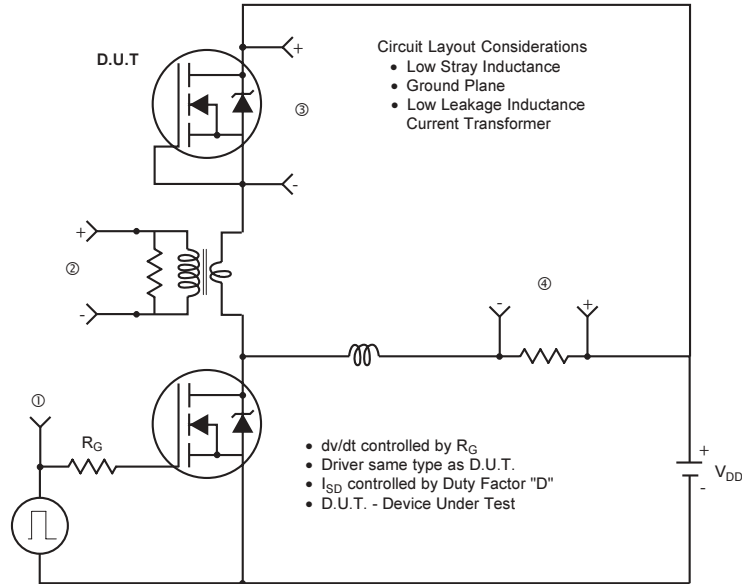 D.U.T
+
③
-
Circuit Layout Considerations
• Low Stray Inductance
• Ground Plane
• Low Leakage Inductance
Current Transformer
+
②
-
④
- +
①
R_G
• dv/dt controlled by R_G
• Driver same type as D.U.T.
• I_SD controlled by Duty Factor "D"
• D.U.T. - Device Under Test
+
V_DD
-